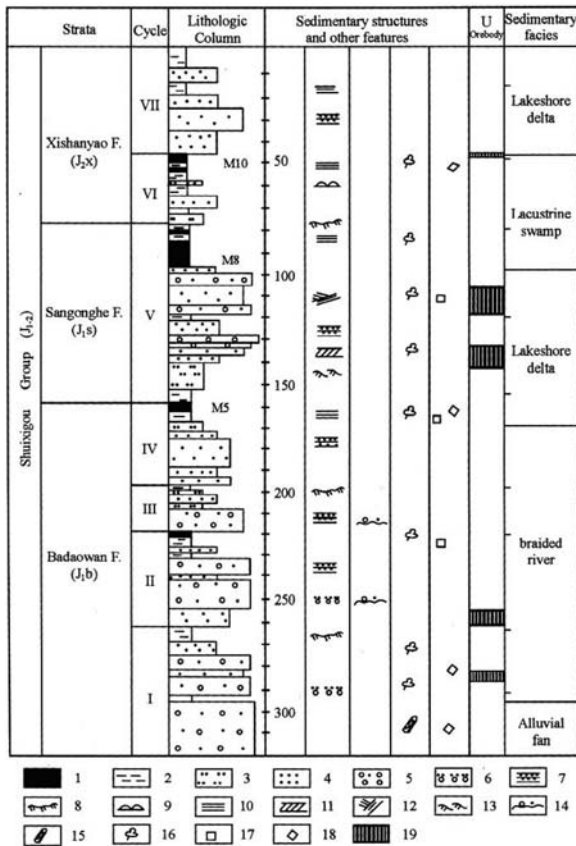 Strata
Cycle
Lithologic
Column
Sedimentary structures
and other features
U
Orebody
Sedimentary
facies
Shuixigou Group (J₁₋₂)
Xishanyao F.
(J₂x)
Sangonghe F.
(J₁s)
Badaowan F.
(J₁b)
VII
VI
V
IV
III
II
I
M10
M8
M5
50
100
150
200
250
300
Lakeshore
delta
Lacustrine
swamp
Lakeshore
delta
braided
river
Alluvial
fan
1 2 3 4 5 6 7
8 9 10 11 12 13 14
15 16 17 18 19